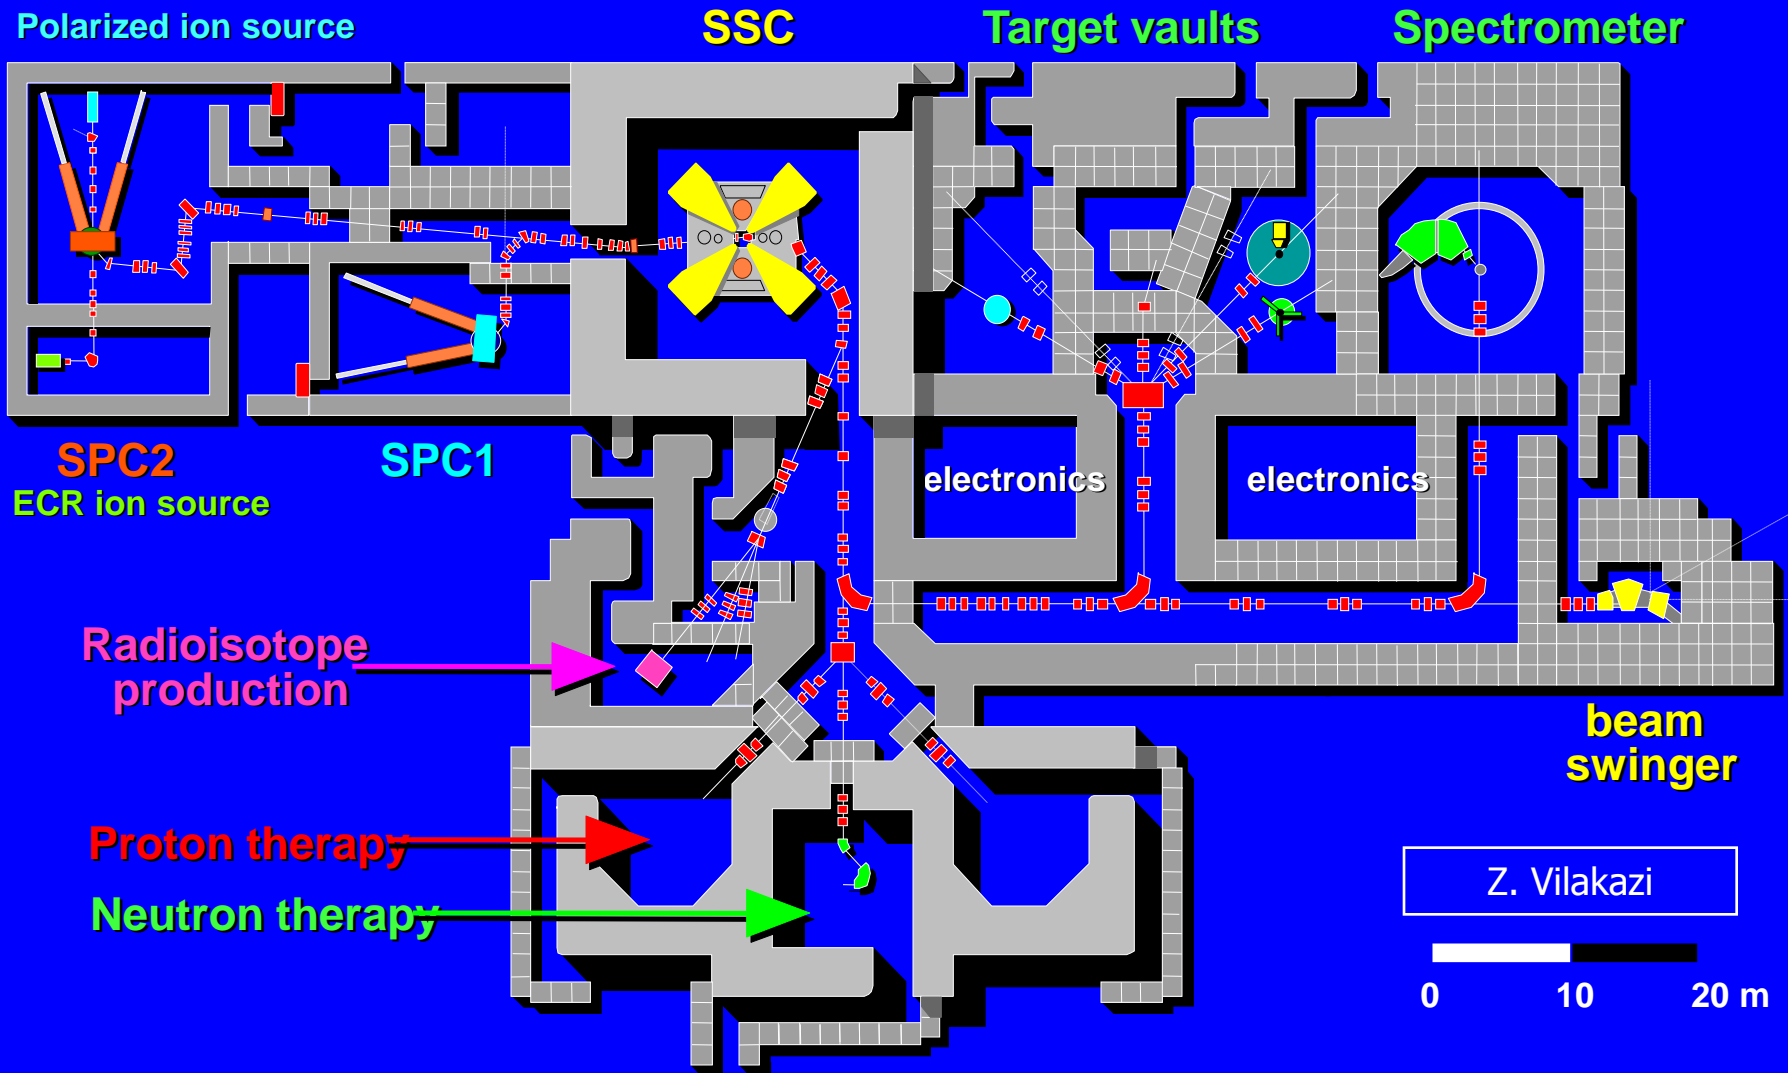 Polarized ion source
SSC
Target vaults
Spectrometer
SPC2
SPC1
ECR ion source
electronics
electronics
Radioisotope
production
beam
swinger
Proton therapy
Neutron therapy
Z. Vilakazi
0 10 20 m